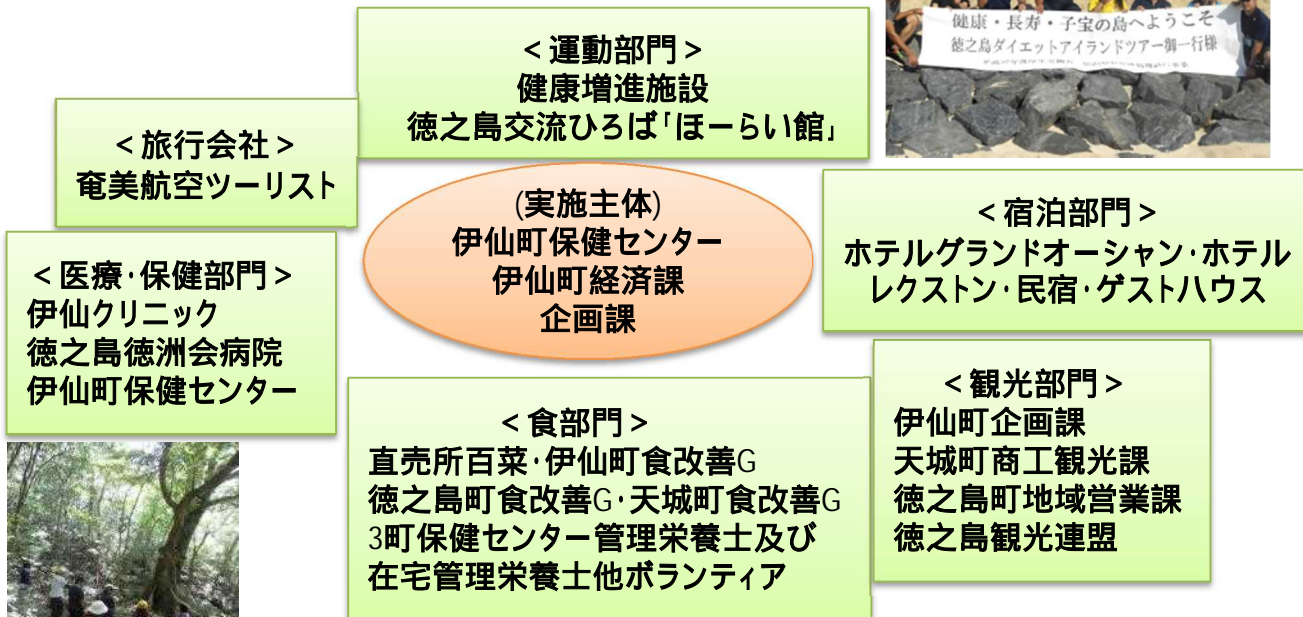 健康・長寿・子宝の島へようこそ
徳之島ダイエットアイランドツアー御一行様
<運動部門>
健康増進施設
徳之島交流ひろば「ほーらい館」
<旅行会社>
奄美航空ツーリスト
(実施主体)
伊仙町保健センター
伊仙町経済課
企画課
<宿泊部門>
ホテルグランドオーシャン・ホテル
レクストン・民宿・ゲストハウス
<医療・保健部門>
伊仙クリニック
徳之島徳洲会病院
伊仙町保健センター
<食部門>
直売所百菜・伊仙町食改善G
徳之島町食改善G・天城町食改善G
3町保健センター管理栄養士及び
在宅管理栄養士他ボランティア
<観光部門>
伊仙町企画課
天城町商工観光課
徳之島町地域営業課
徳之島観光連盟